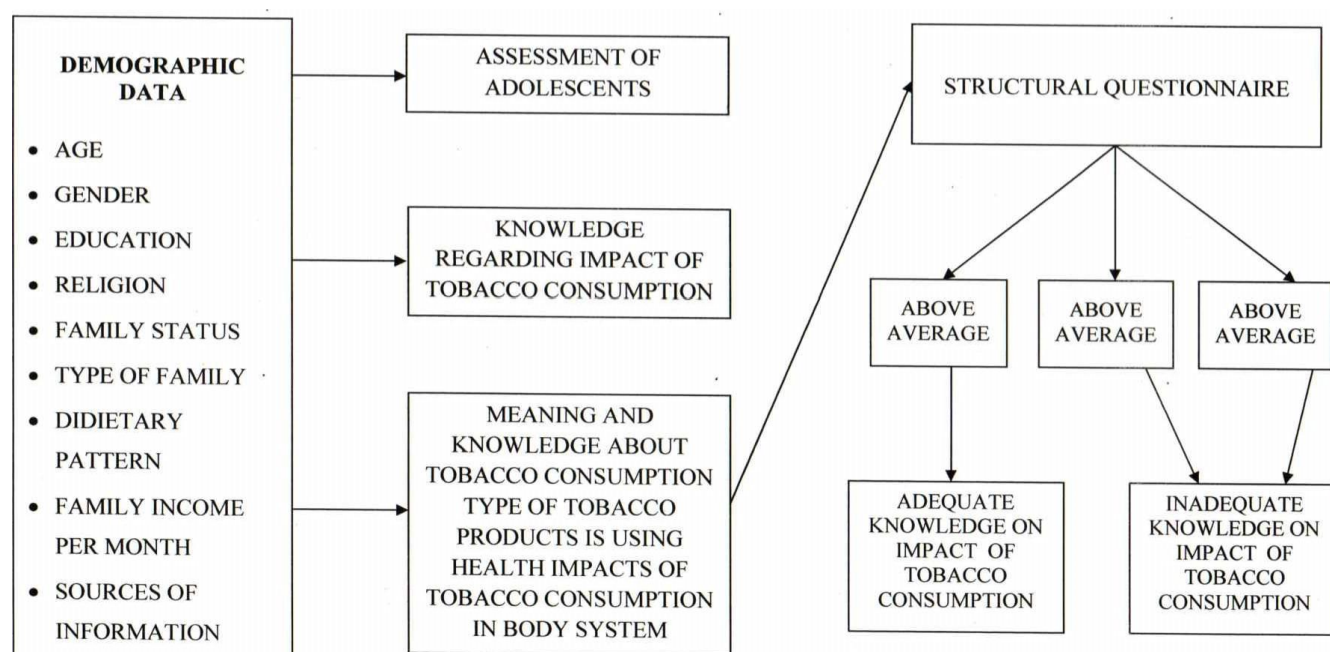 DEMOGRAPHIC
DATA
• AGE
• GENDER
• EDUCATION
• RELIGION
• FAMILY STATUS
• TYPE OF FAMILY
• DIDIETARY
PATTERN
• FAMILY INCOME
PER MONTH
• SOURCES OF
INFORMATION
ASSESSMENT OF
ADOLESCENTS
KNOWLEDGE
REGARDING IMPACT OF
TOBACCO CONSUMPTION
MEANING AND
KNOWLEDGE ABOUT
TOBACCO CONSUMPTION
TYPE OF TOBACCO
PRODUCTS IS USING
HEALTH IMPACTS OF
TOBACCO CONSUMPTION
IN BODY SYSTEM
STRUCTURAL QUESTIONNAIRE
ABOVE
AVERAGE
ABOVE
AVERAGE
ABOVE
AVERAGE
ADEQUATE
KNOWLEDGE ON
IMPACT OF
TOBACCO
CONSUMPTION
INADEQUATE
KNOWLEDGE ON
IMPACT OF
TOBACCO
CONSUMPTION